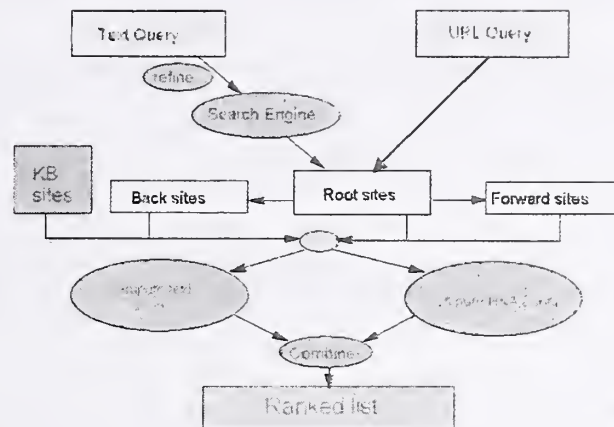 Text Query
URL Query
refine
Search Engine
KB
sites
Back sites
Root sites
Forward sites
Combine
Ranked list